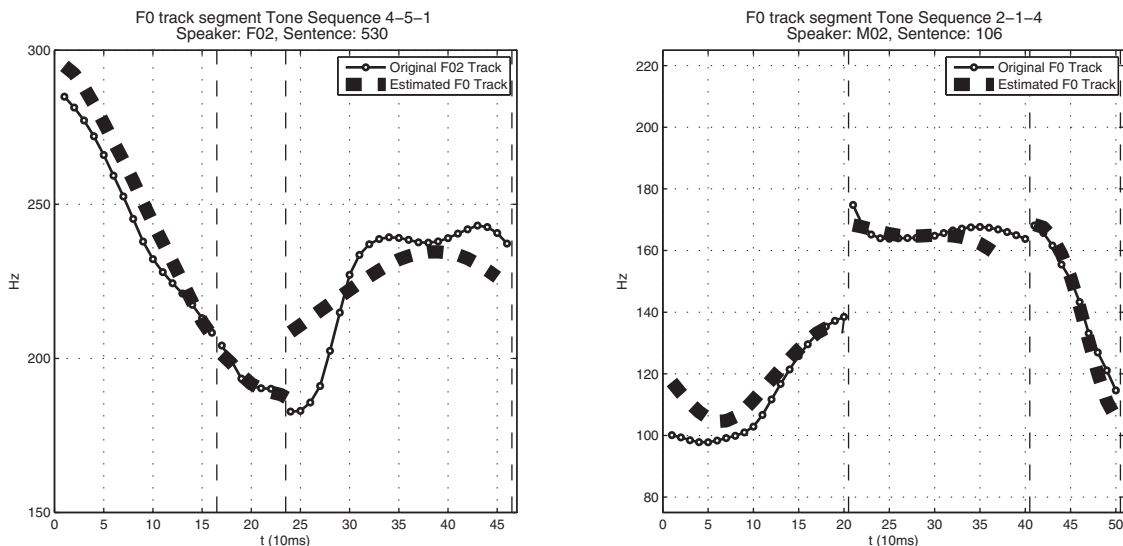 F0 track segment Tone Sequence 4−5−1
Speaker: F02, Sentence: 530
300
250
200
150
Hz
0 5 10 15 20 25 30 35 40 45
t (10ms)
Original F02 Track
Estimated F0 Track
F0 track segment Tone Sequence 2−1−4
Speaker: M02, Sentence: 106
220
200
180
160
140
120
100
80
Hz
0 5 10 15 20 25 30 35 40 45 50
t (10ms)
Original F0 Track
Estimated F0 Track